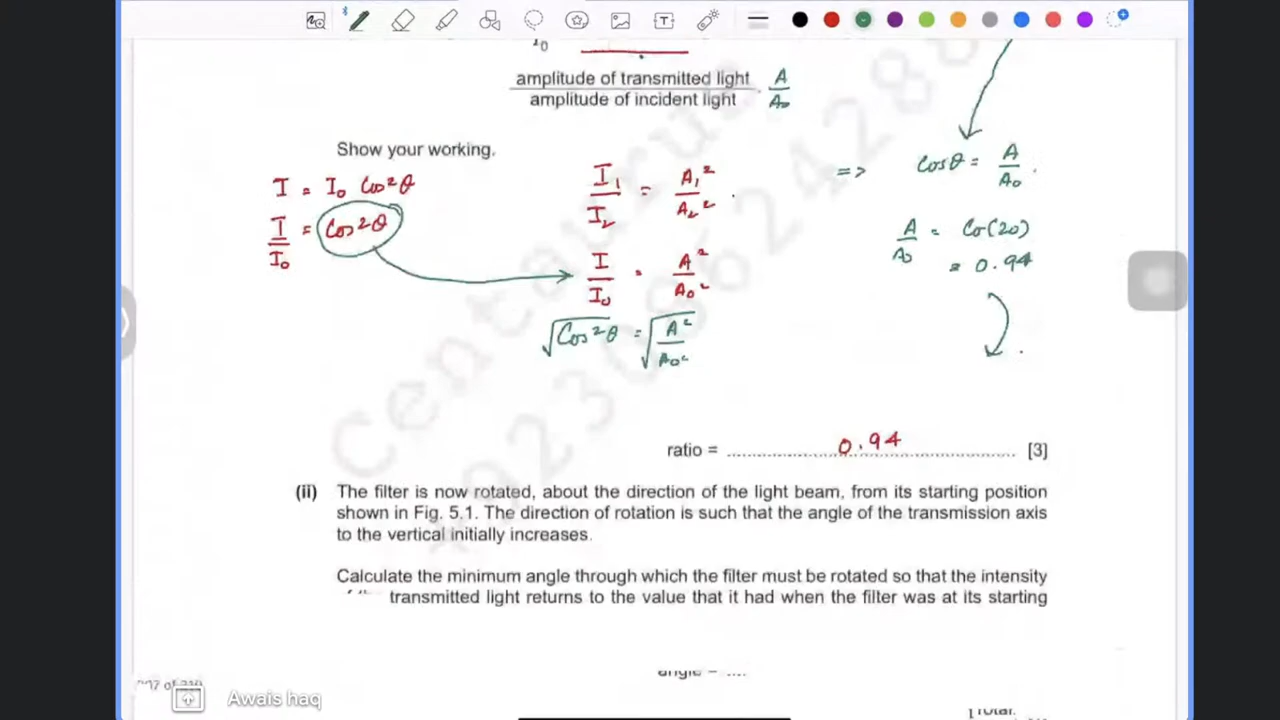 I0
amplitude of transmitted light
amplitude of incident light
A
A0
Show your working.
I = I0 Cos²θ
I
I0
= Cos²θ
I1
I2
=
A1²
A2²
I
I0
=
A²
A0²
√Cos²θ = √A²
A0²
=> Cosθ = A
A0
A
A0
= Co(20)
= 0.94
ratio = 0.94 [3]
(ii) The filter is now rotated, about the direction of the light beam, from its starting position
shown in Fig. 5.1. The direction of rotation is such that the angle of the transmission axis
to the vertical initially increases.
Calculate the minimum angle through which the filter must be rotated so that the intensity
transmitted light returns to the value that it had when the filter was at its starting
angle = ....
[Total:
Awais haq
Centaurus
+92308624288